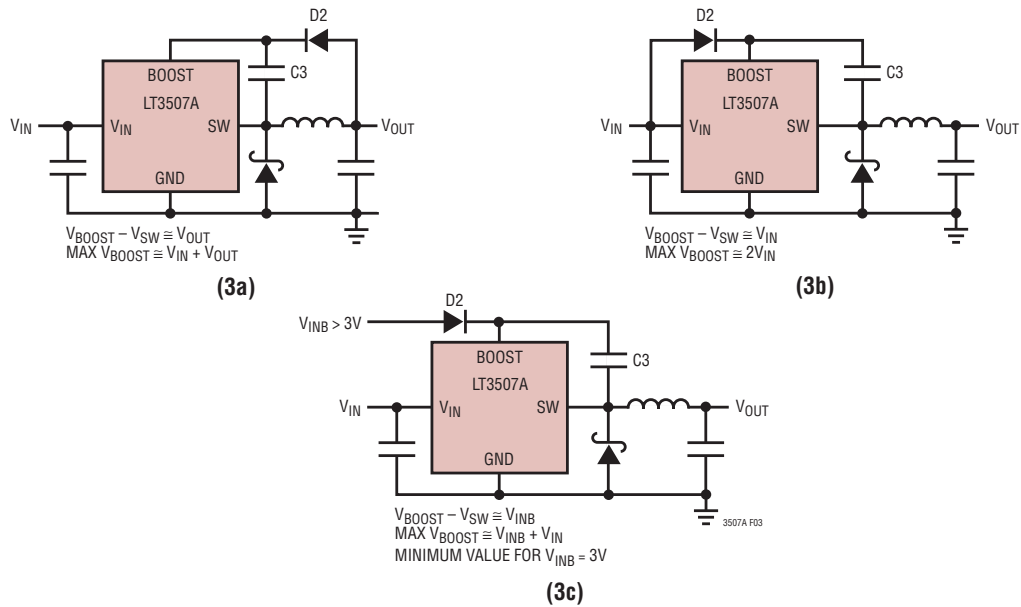 D2
BOOST
C3
LT3507A
VIN
VIN
SW
VOUT
GND
VBOOST – VSW ≅ VOUT
MAX VBOOST ≅ VIN + VOUT
(3a)
D2
BOOST
C3
LT3507A
VIN
VIN
SW
VOUT
GND
VBOOST – VSW ≅ VIN
MAX VBOOST ≅ 2VIN
(3b)
D2
VINB > 3V
BOOST
C3
LT3507A
VIN
VIN
SW
VOUT
GND
3507A F03
VBOOST – VSW ≅ VINB
MAX VBOOST ≅ VINB + VIN
MINIMUM VALUE FOR VINB = 3V
(3c)